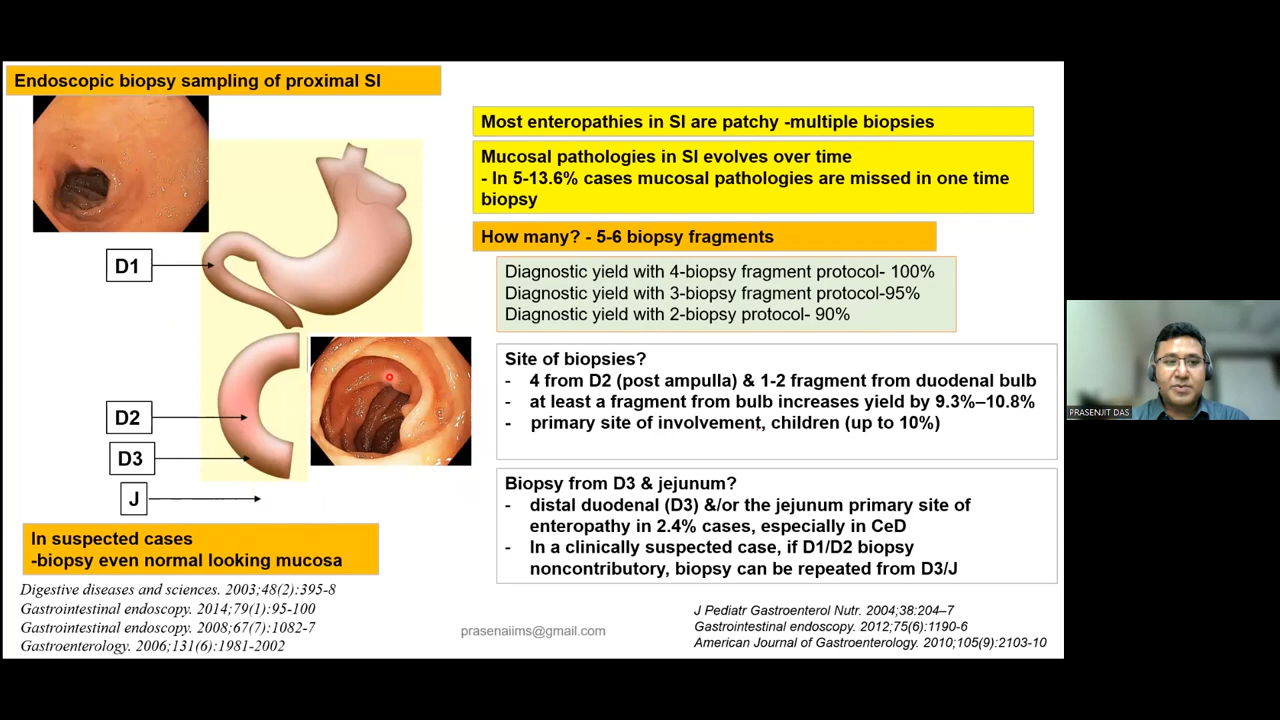 Endoscopic biopsy sampling of proximal SI
D1
D2
D3
J
In suspected cases
-biopsy even normal looking mucosa
Digestive diseases and sciences. 2003;48(2):395-8
Gastrointestinal endoscopy. 2014;79(1):95-100
Gastrointestinal endoscopy. 2008;67(7):1082-7
Gastroenterology. 2006;131(6):1981-2002
Most enteropathies in SI are patchy -multiple biopsies
Mucosal pathologies in SI evolves over time
- In 5-13.6% cases mucosal pathologies are missed in one time
biopsy
How many? - 5-6 biopsy fragments
Diagnostic yield with 4-biopsy fragment protocol- 100%
Diagnostic yield with 3-biopsy fragment protocol-95%
Diagnostic yield with 2-biopsy protocol- 90%
Site of biopsies?
- 4 from D2 (post ampulla) & 1-2 fragment from duodenal bulb
- at least a fragment from bulb increases yield by 9.3%–10.8%
- primary site of involvement, children (up to 10%)
Biopsy from D3 & jejunum?
- distal duodenal (D3) &/or the jejunum primary site of
enteropathy in 2.4% cases, especially in CeD
- In a clinically suspected case, if D1/D2 biopsy
noncontributory, biopsy can be repeated from D3/J
prasenaiims@gmail.com
J Pediatr Gastroenterol Nutr. 2004;38:204–7
Gastrointestinal endoscopy. 2012;75(6):1190-6
American Journal of Gastroenterology. 2010;105(9):2103-10
PRASENJIT DAS